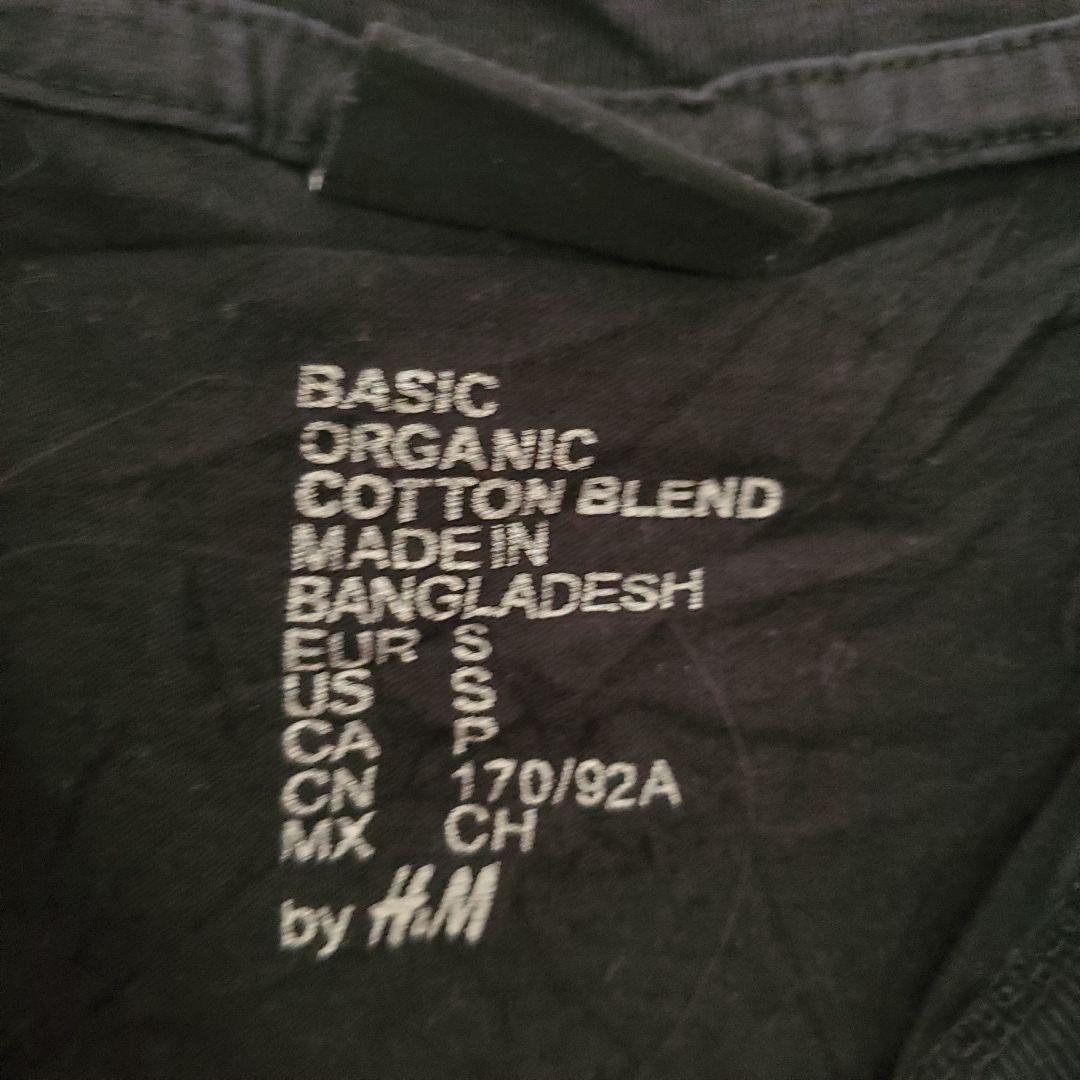 BASIC
ORGANIC
COTTON BLEND
MADE IN
BANGLADESH
EUR S
US S
CA P
CN 170/92A
MX CH
by H&M